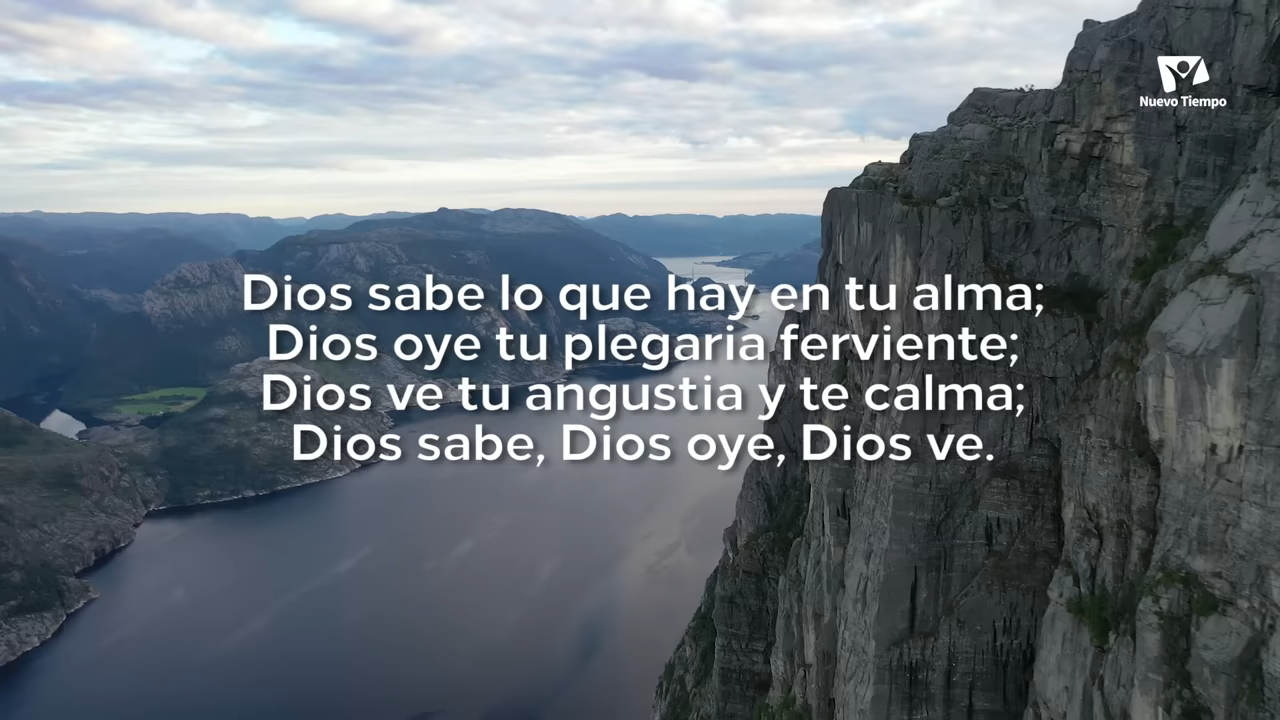 Nuevo Tiempo
Dios sabe lo que hay en tu alma;
Dios oye tu plegaria ferviente;
Dios ve tu angustia y te calma;
Dios sabe, Dios oye, Dios ve.